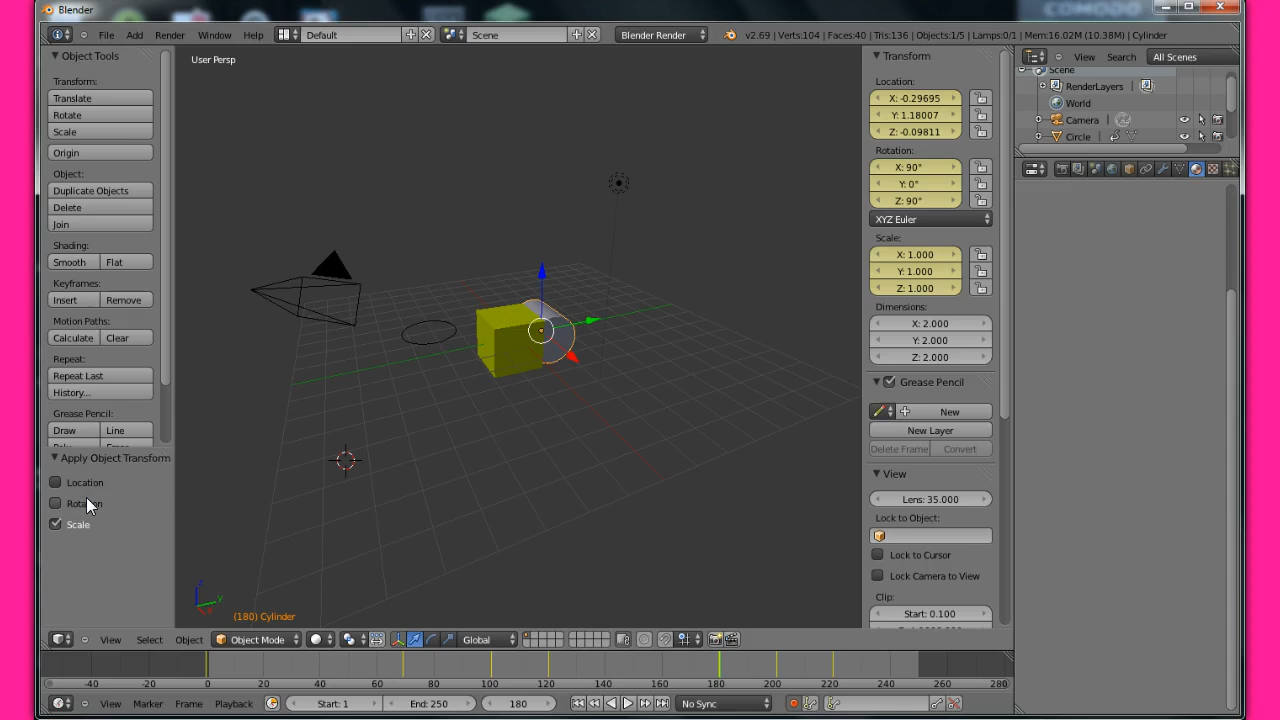 Blender
COMODO
File Add Render Window Help Default Scene Blender Render v2.69 | Verts:104 | Faces:40 | Tris:136 | Objects:1/5 | Lamps:0/1 | Mem:16.02M (10.38M) | Cylinder
Object Tools
Transform:
Translate
Rotate
Scale
Origin
Object:
Duplicate Objects
Delete
Join
Shading:
Smooth Flat
Keyframes:
Insert Remove
Motion Paths:
Calculate Clear
Repeat:
Repeat Last
History...
Grease Pencil:
Draw Line
Apply Object Transform
Location
Rotation
Scale
User Persp
z
y
x
(180) Cylinder
Transform
Location:
X: -0.29695
Y: 1.18007
Z: -0.09811
Rotation:
X: 90°
Y: 0°
Z: 90°
XYZ Euler
Scale:
X: 1.000
Y: 1.000
Z: 1.000
Dimensions:
X: 2.000
Y: 2.000
Z: 2.000
Grease Pencil
New
New Layer
Delete Frame Convert
View
Lens: 35.000
Lock to Object:
Lock to Cursor
Lock Camera to View
Clip:
Start: 0.100
View Search All Scenes
Scene
RenderLayers
World
Camera
Circle
View Select Object Object Mode Global
-40 -20 0 20 40 60 80 100 120 140 160 180 200 220 240 260 280
View Marker Frame Playback Start: 1 End: 250 180 No Sync